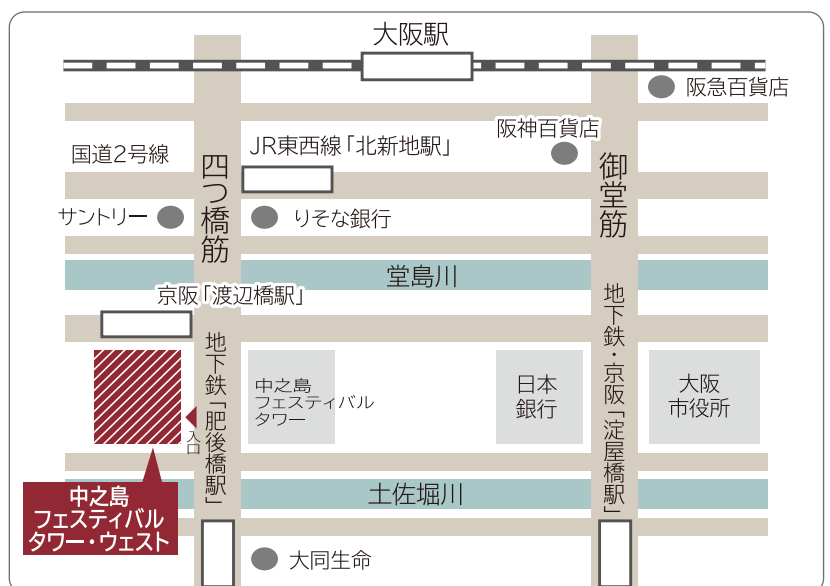 大阪駅
阪急百貨店
阪神百貨店
JR東西線「北新地駅」
国道2号線
四つ橋筋
御堂筋
サントリー
りそな銀行
堂島川
京阪「渡辺橋駅」
地下鉄「肥後橋駅」
地下鉄・京阪「淀屋橋駅」
中之島
フェスティバル
タワー
日本
銀行
大阪
市役所
入口
土佐堀川
中之島
フェスティバル
タワー・ウェスト
大同生命